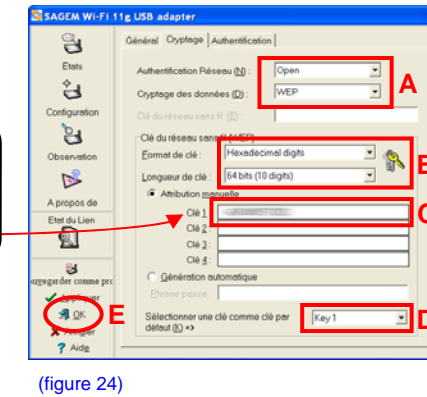 SAGEM Wi-Fi 11g USB adapter
Etats
Configuration
Observation
A propos de
Etat du Lien
OK
Aide
E
Général Cryptage Authentification
Authentification Réseau (N) : Open
Cryptage des données (D) : WEP
A
Clé du réseau sans fil (E) :
Clé du réseau sans fil (WEP)
Format de clé : Hexadecimal digits
Longueur de clé : 64 bits (10 digits)
Attribution manuelle
Clé 1
Clé 2 :
Clé 3 :
Clé 4 :
Génération automatique
Phrase passe
Sélectionner une clé comme clé par
défaut (K) => Key 1
(figure 24)